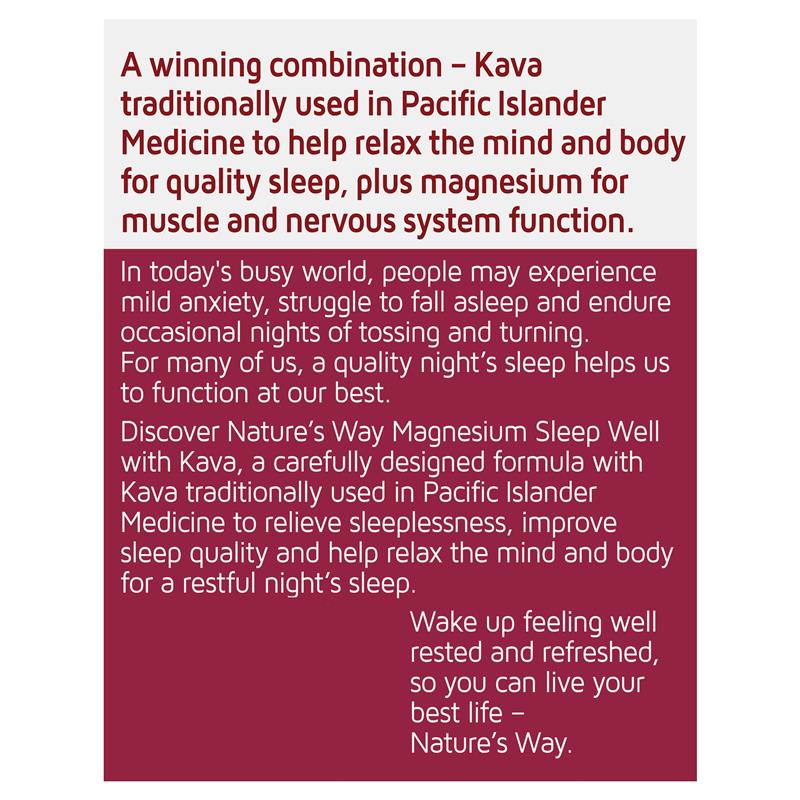 A winning combination – Kava
traditionally used in Pacific Islander
Medicine to help relax the mind and body
for quality sleep, plus magnesium for
muscle and nervous system function.
In today's busy world, people may experience
mild anxiety, struggle to fall asleep and endure
occasional nights of tossing and turning.
For many of us, a quality night’s sleep helps us
to function at our best.
Discover Nature’s Way Magnesium Sleep Well
with Kava, a carefully designed formula with
Kava traditionally used in Pacific Islander
Medicine to relieve sleeplessness, improve
sleep quality and help relax the mind and body
for a restful night’s sleep.
Wake up feeling well
rested and refreshed,
so you can live your
best life –
Nature’s Way.